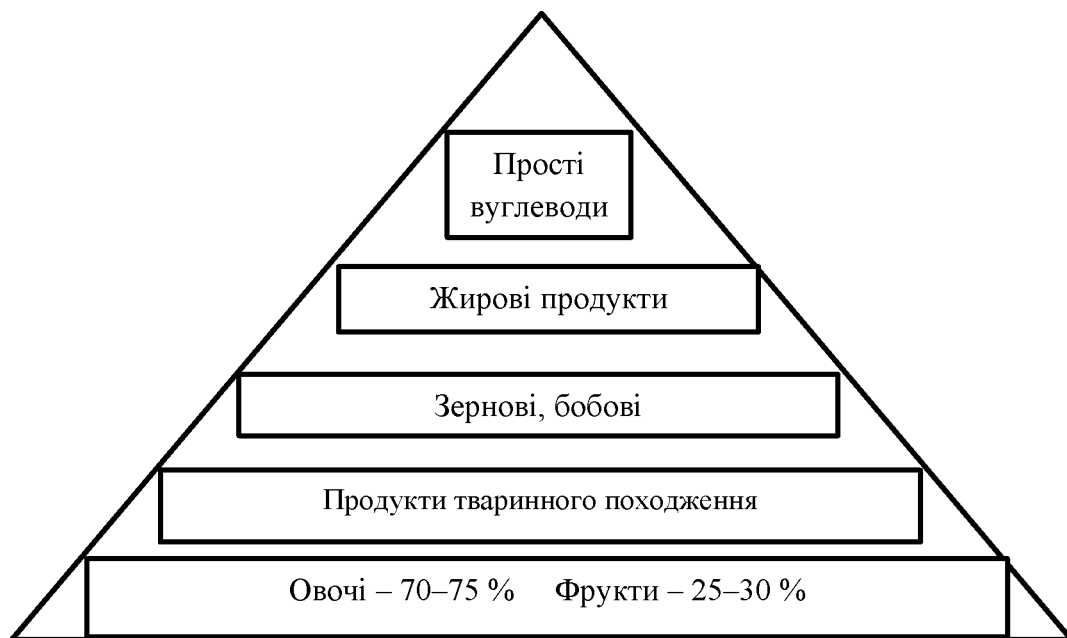 Прості
вуглеводи
Жирові продукти
Зернові, бобові
Продукти тваринного походження
Овочі – 70–75 % Фрукти – 25–30 %